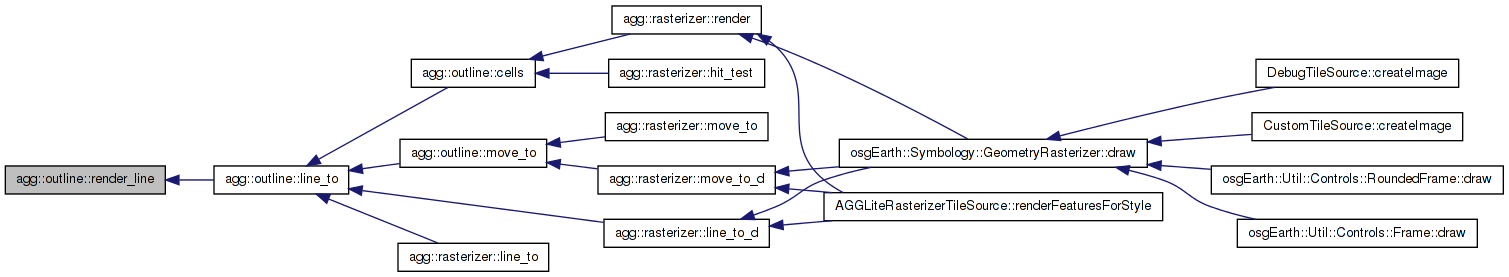 agg::rasterizer::render
agg::outline::cells
agg::rasterizer::hit_test
DebugTileSource::createImage
agg::rasterizer::move_to
CustomTileSource::createImage
agg::outline::move_to
osgEarth::Symbology::GeometryRasterizer::draw
agg::outline::render_line
agg::outline::line_to
agg::rasterizer::move_to_d
osgEarth::Util::Controls::RoundedFrame::draw
AGGLiteRasterizerTileSource::renderFeaturesForStyle
agg::rasterizer::line_to_d
osgEarth::Util::Controls::Frame::draw
agg::rasterizer::line_to